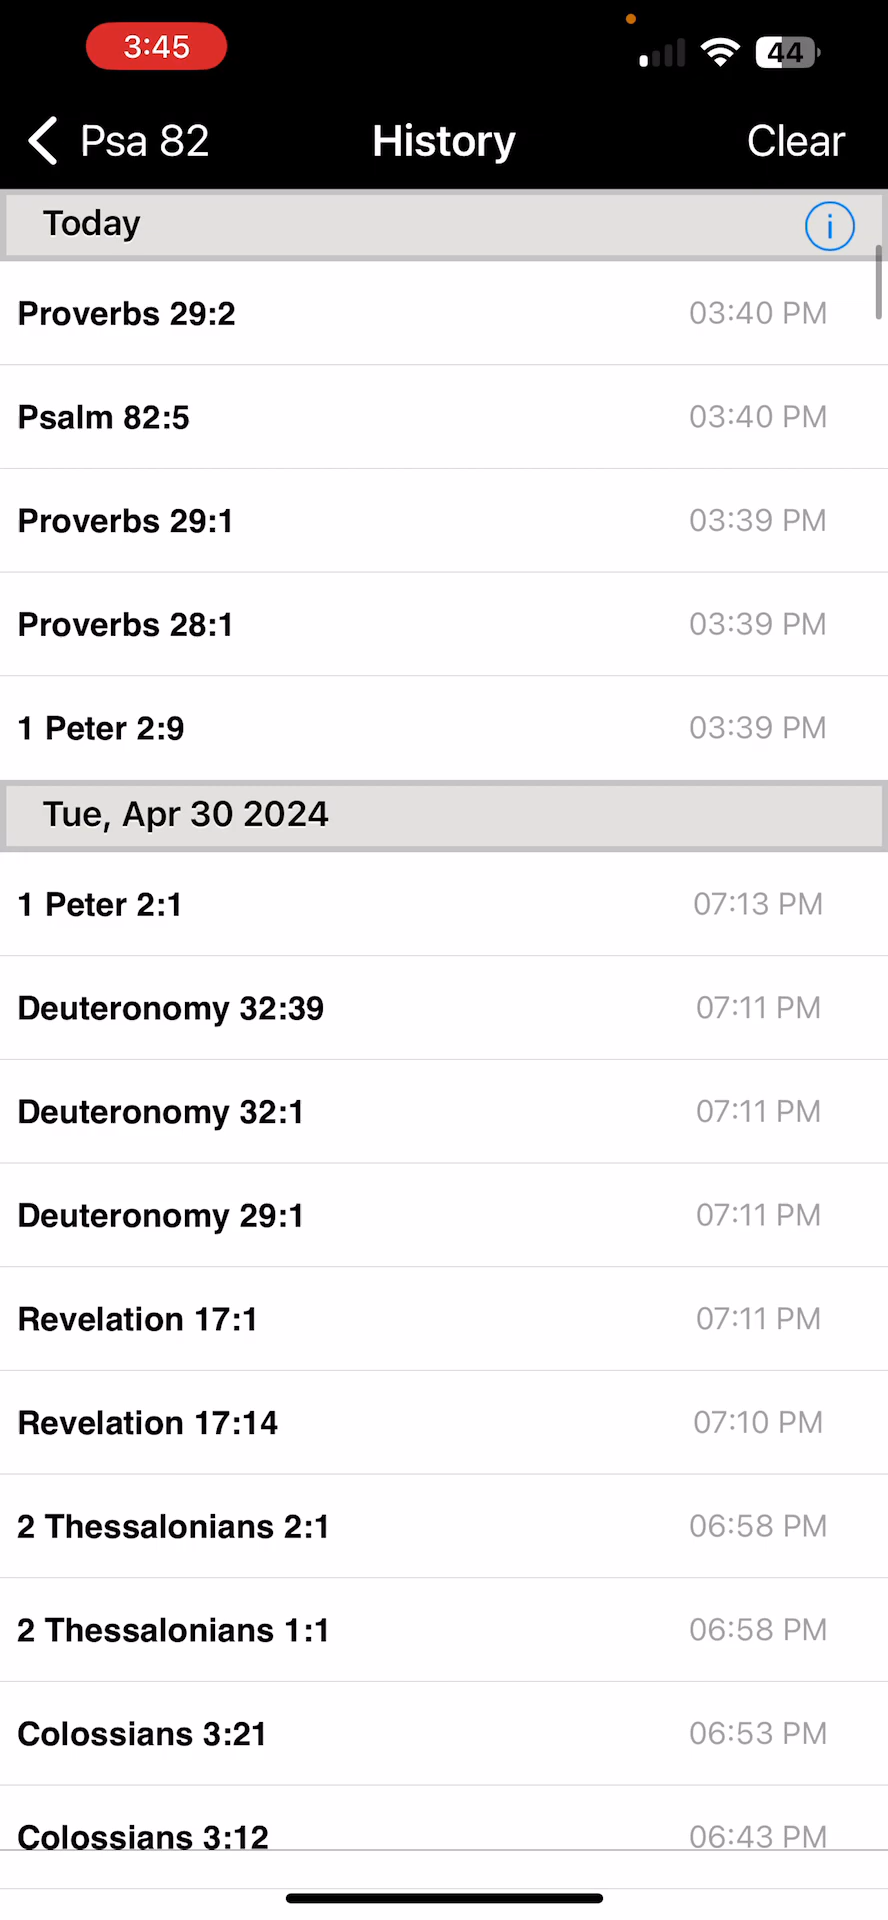 3:45
44
Psa 82 History Clear
Today
Proverbs 29:2 03:40 PM
Psalm 82:5 03:40 PM
Proverbs 29:1 03:39 PM
Proverbs 28:1 03:39 PM
1 Peter 2:9 03:39 PM
Tue, Apr 30 2024
1 Peter 2:1 07:13 PM
Deuteronomy 32:39 07:11 PM
Deuteronomy 32:1 07:11 PM
Deuteronomy 29:1 07:11 PM
Revelation 17:1 07:11 PM
Revelation 17:14 07:10 PM
2 Thessalonians 2:1 06:58 PM
2 Thessalonians 1:1 06:58 PM
Colossians 3:21 06:53 PM
Colossians 3:12 06:43 PM